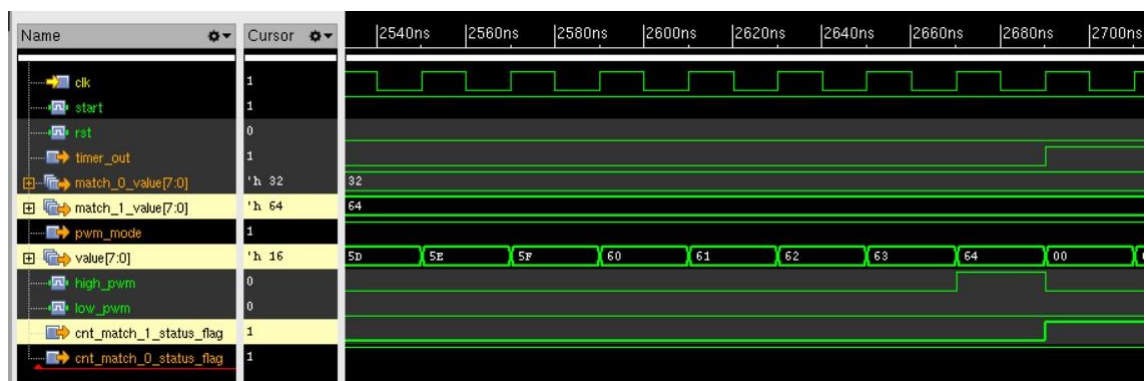 Name Cursor |2540ns |2560ns |2580ns |2600ns |2620ns |2640ns |2660ns |2680ns |2700ns
clk 1
start 1
rst 0
timer_out 1
match_0_value[7:0] 'h 32 32
match_1_value[7:0] 'h 64 64
pwm_mode 1
value[7:0] 'h 16 5D 5E 5F 60 61 62 63 64 00
high_pwm 0
low_pwm 0
cnt_match_1_status_flag 1
cnt_match_0_status_flag 1